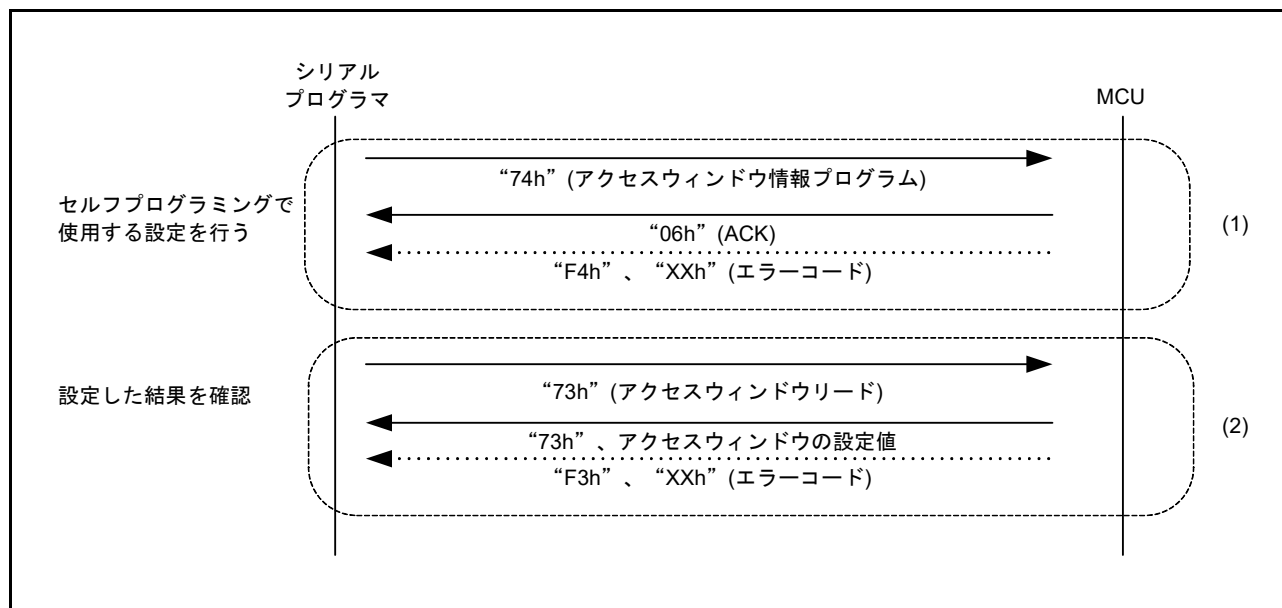 シリアル
プログラマ
MCU
“74h” (アクセスウィンドウ情報プログラム)
セルフプログラミングで
使用する設定を行う
“06h” (ACK)
(1)
“F4h” 、 “XXh” (エラーコード)
“73h” (アクセスウィンドウリード)
設定した結果を確認
“73h” 、アクセスウィンドウの設定値
(2)
“F3h” 、 “XXh” (エラーコード)